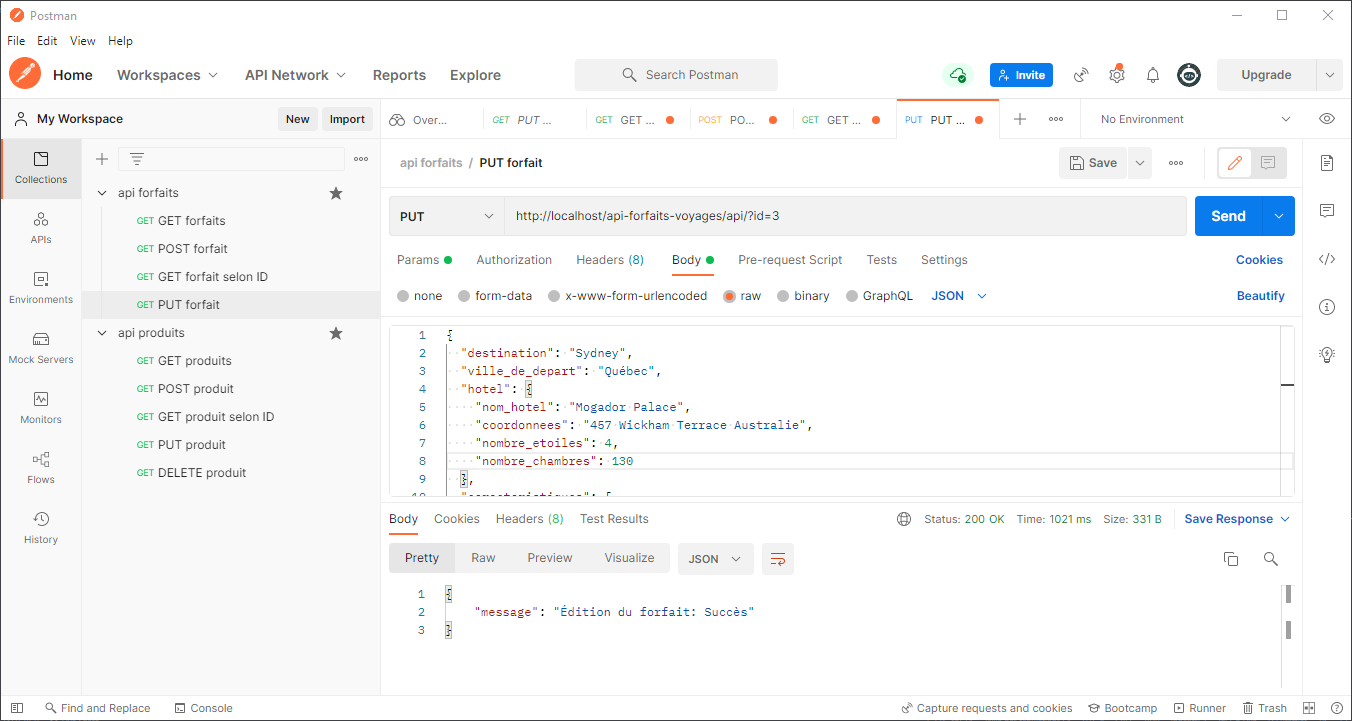 Postman
File Edit View Help
Home Workspaces API Network Reports Explore Search Postman Invite Upgrade
My Workspace New Import
Over... GET PUT ... GET GET ... POST PO... GET GET ... PUT PUT ... No Environment
Collections
APIs
Environments
Mock Servers
Monitors
Flows
History
api forfaits
GET GET forfaits
GET POST forfait
GET GET forfait selon ID
GET PUT forfait
api produits
GET GET produits
GET POST produit
GET GET produit selon ID
GET PUT produit
GET DELETE produit
api forfaits / PUT forfait Save
PUT http://localhost/api-forfaits-voyages/api/?id=3 Send
Params Authorization Headers (8) Body Pre-request Script Tests Settings Cookies
none form-data x-www-form-urlencoded raw binary GraphQL JSON Beautify
1 {
2 "destination": "Sydney",
3 "ville_de_depart": "Québec",
4 "hotel": {
5 "nom_hotel": "Mogador Palace",
6 "coordonnees": "457 Wickham Terrace Australie",
7 "nombre_etoiles": 4,
8 "nombre_chambres": 130
9 },
Body Cookies Headers (8) Test Results Status: 200 OK Time: 1021 ms Size: 331 B Save Response
Pretty Raw Preview Visualize JSON
1 {
2 "message": "Édition du forfait: Succès"
3 }
Find and Replace Console Capture requests and cookies Bootcamp Runner Trash